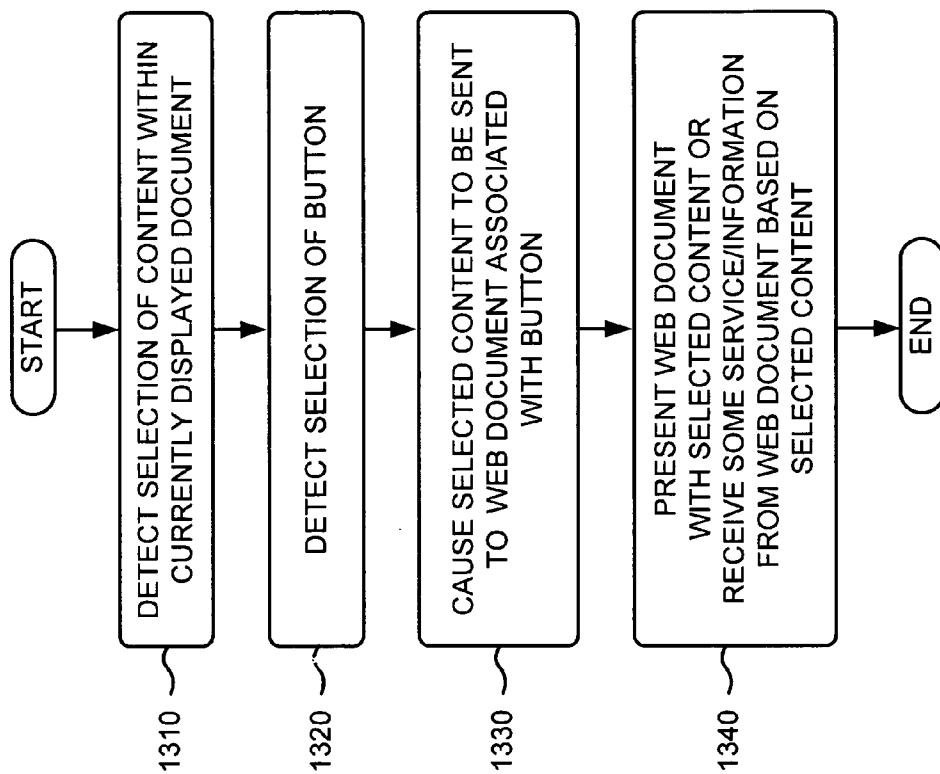 START
DETECT SELECTION OF CONTENT WITHIN
CURRENTLY DISPLAYED DOCUMENT
1310
DETECT SELECTION OF BUTTON
1320
CAUSE SELECTED CONTENT TO BE SENT
TO WEB DOCUMENT ASSOCIATED
WITH BUTTON
1330
PRESENT WEB DOCUMENT
WITH SELECTED CONTENT OR
RECEIVE SOME SERVICE/INFORMATION
FROM WEB DOCUMENT BASED ON
SELECTED CONTENT
1340
END